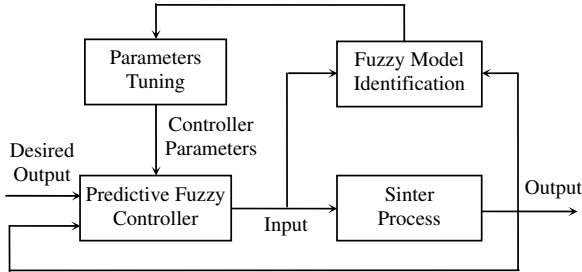 Parameters
Tuning
Fuzzy Model
Identification
Controller
Parameters
Desired
Output
Predictive Fuzzy
Controller
Input
Sinter
Process
Output